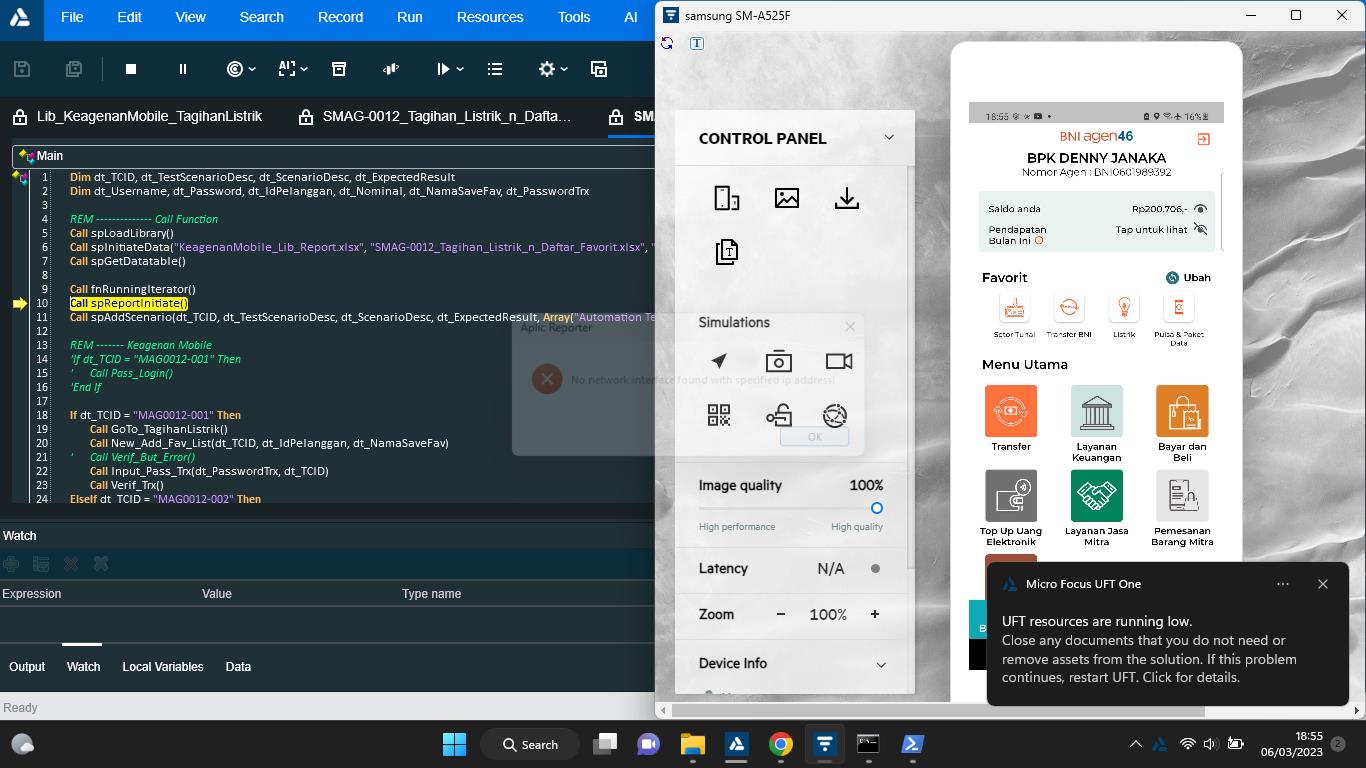 File Edit View Search Record Run Resources Tools AI
samsung SM-A525F
Lib_KeagenanMobile_TagihanListrik
SMAG-0012_Tagihan_Listrik_n_Dafta...
SM
Main
1 Dim dt_TCID, dt_TestScenarioDesc, dt_ScenarioDesc, dt_ExpectedResult
2 Dim dt_Username, dt_Password, dt_IdPelanggan, dt_Nominal, dt_NamaSaveFav, dt_PasswordTrx
3
4 REM -------------- Call Function
5 Call spLoadLibrary()
6 Call spInitiateData("KeagenanMobile_Lib_Report.xlsx", "SMAG-0012_Tagihan_Listrik_n_Daftar_Favorit.xlsx", "
7 Call spGetDatatable()
8
9 Call fnRunningIterator()
10 Call spReportInitiate()
11 Call spAddScenario(dt_TCID, dt_TestScenarioDesc, dt_ScenarioDesc, dt_ExpectedResult, Array("Automation Te
12
13 REM ------- Keagenan Mobile
14 'If dt_TCID = "MAG0012-001" Then
15 ' Call Pass_Login()
16 'End If
17
18 If dt_TCID = "MAG0012-001" Then
19 Call GoTo_TagihanListrik()
20 Call New_Add_Fav_List(dt_TCID, dt_IdPelanggan, dt_NamaSaveFav)
21 ' Call Verif_But_Error()
22 Call Input_Pass_Trx(dt_PasswordTrx, dt_TCID)
23 Call Verif_Trx()
24 ElseIf dt_TCID = "MAG0012-002" Then
Aplic Reporter
No network interface found with specified ip address!
OK
Watch
Expression Value Type name
Output Watch Local Variables Data
Ready
CONTROL PANEL
Simulations
Image quality 100%
High performance High quality
Latency N/A
Zoom - 100% +
Device Info
18:55 16%
BNI agen46
BPK DENNY JANAKA
Nomor Agen : BNI0601989392
Saldo anda Rp200.706,-
Pendapatan Bulan Ini Tap untuk lihat
Favorit Ubah
Setor Tunai Transfer BNI Listrik Pulsa & Paket Data
Menu Utama
Transfer Layanan Keuangan Bayar dan Beli
Top Up Uang Elektronik Layanan Jasa Mitra Pemesanan Barang Mitra
B
Micro Focus UFT One
UFT resources are running low.
Close any documents that you do not need or
remove assets from the solution. If this problem
continues, restart UFT. Click for details.
Search
18:55
06/03/2023
2